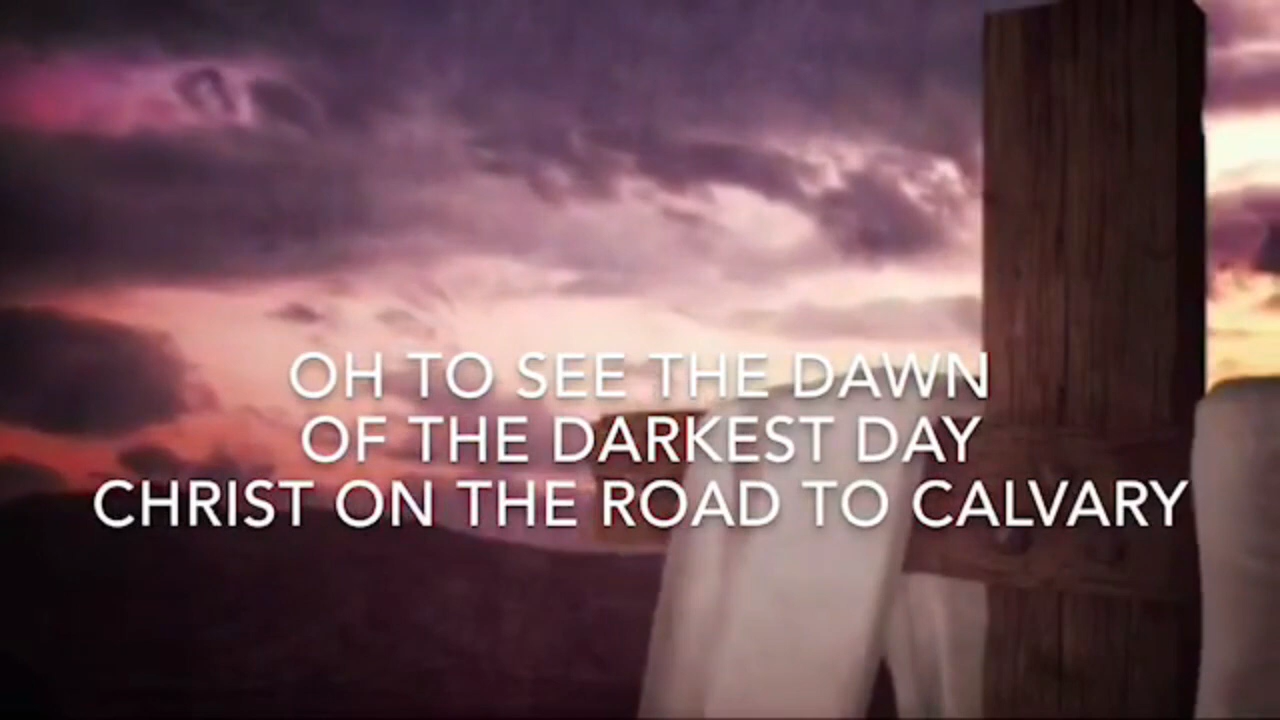 OH TO SEE THE DAWN
OF THE DARKEST DAY
CHRIST ON THE ROAD TO CALVARY